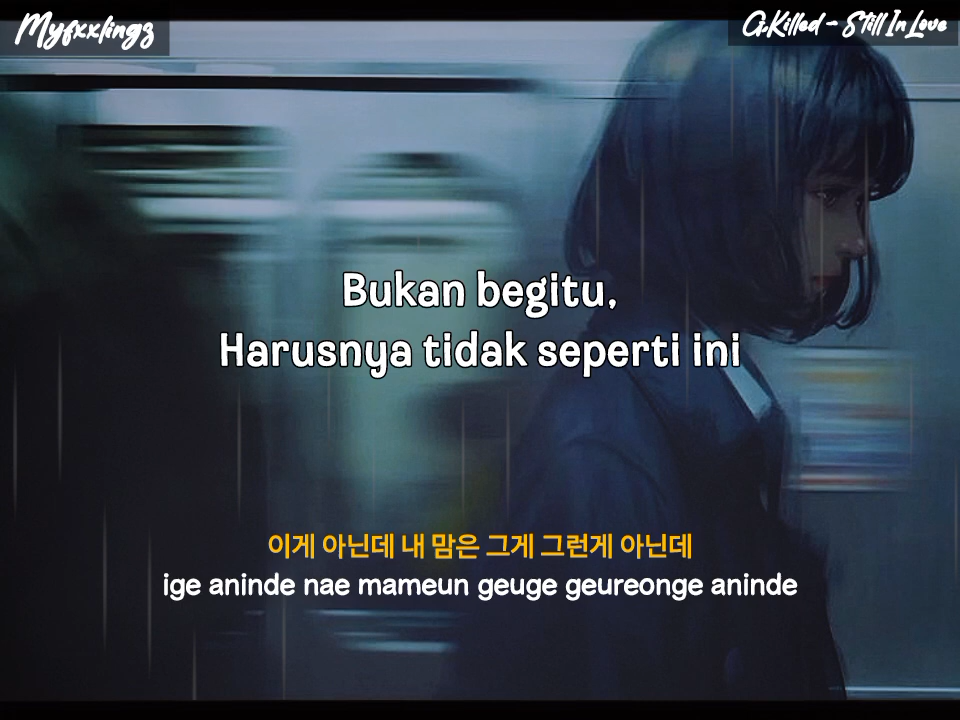 Myfxxlingz
G.Killed - Still In Love
Bukan begitu,
Harusnya tidak seperti ini
이게 아닌데 내 맘은 그게 그런게 아닌데
ige aninde nae mameun geuge geureonge aninde